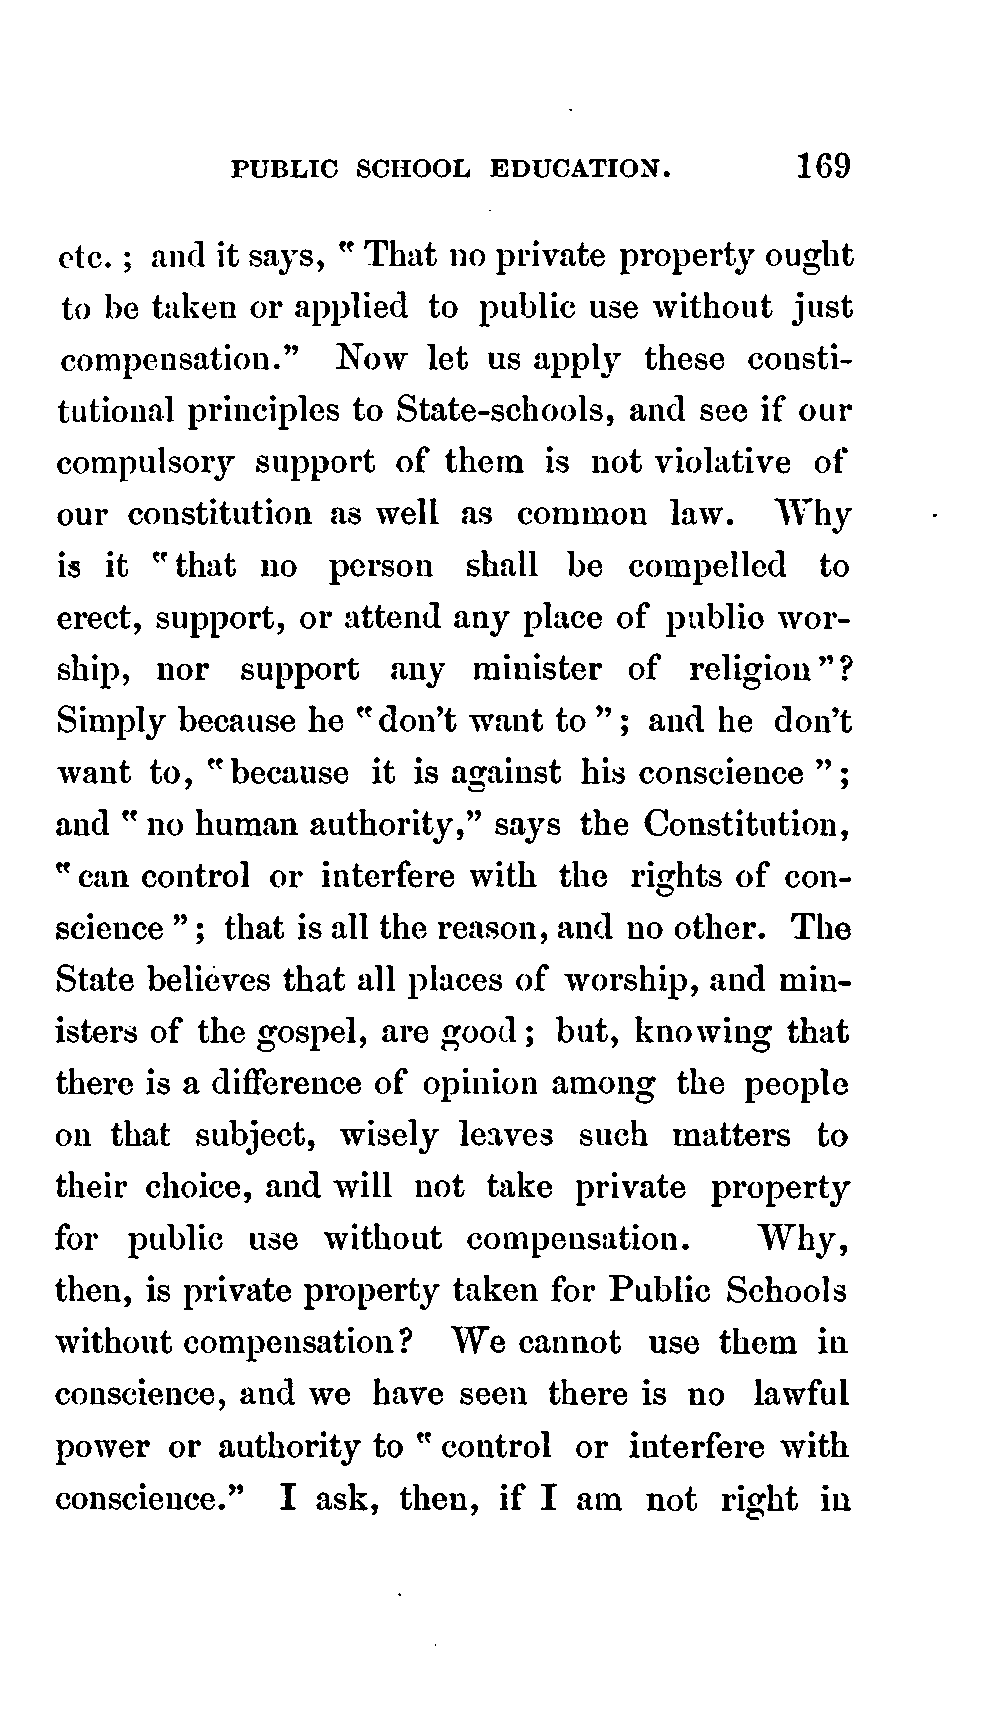 PUBLIC SCHOOL EDUCATION. 169
etc. ; and it says, " That no private property ought
to be taken or applied to public use without just
compensation." Now let us apply these consti-
tutional principles to State-schools, and see if our
compulsory support of them is not violative of
our constitution as well as common law. Why
is it "that no person shall be compelled to
erect, support, or attend any place of public wor-
ship, nor support any minister of religion"?
Simply because he "don't want to"; and he don't
want to, "because it is against his conscience";
and "no human authority," says the Constitution,
"can control or interfere with the rights of con-
science"; that is all the reason, and no other. The
State believes that all places of worship, and min-
isters of the gospel, are good; but, knowing that
there is a difference of opinion among the people
on that subject, wisely leaves such matters to
their choice, and will not take private property
for public use without compensation. Why,
then, is private property taken for Public Schools
without compensation? We cannot use them in
conscience, and we have seen there is no lawful
power or authority to "control or interfere with
conscience." I ask, then, if I am not right in